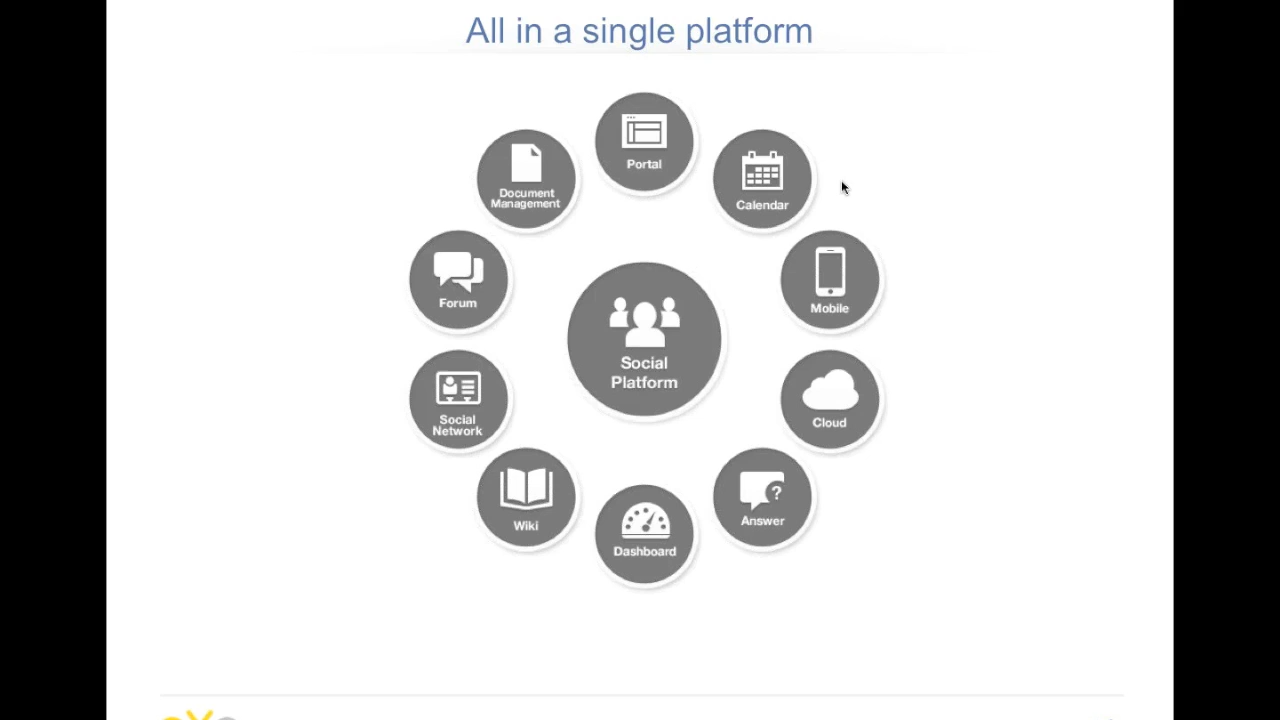 All in a single platform
Portal
Document
Management
Calendar
Forum
Mobile
Social
Platform
Social
Network
Cloud
Wiki
?
Answer
Dashboard